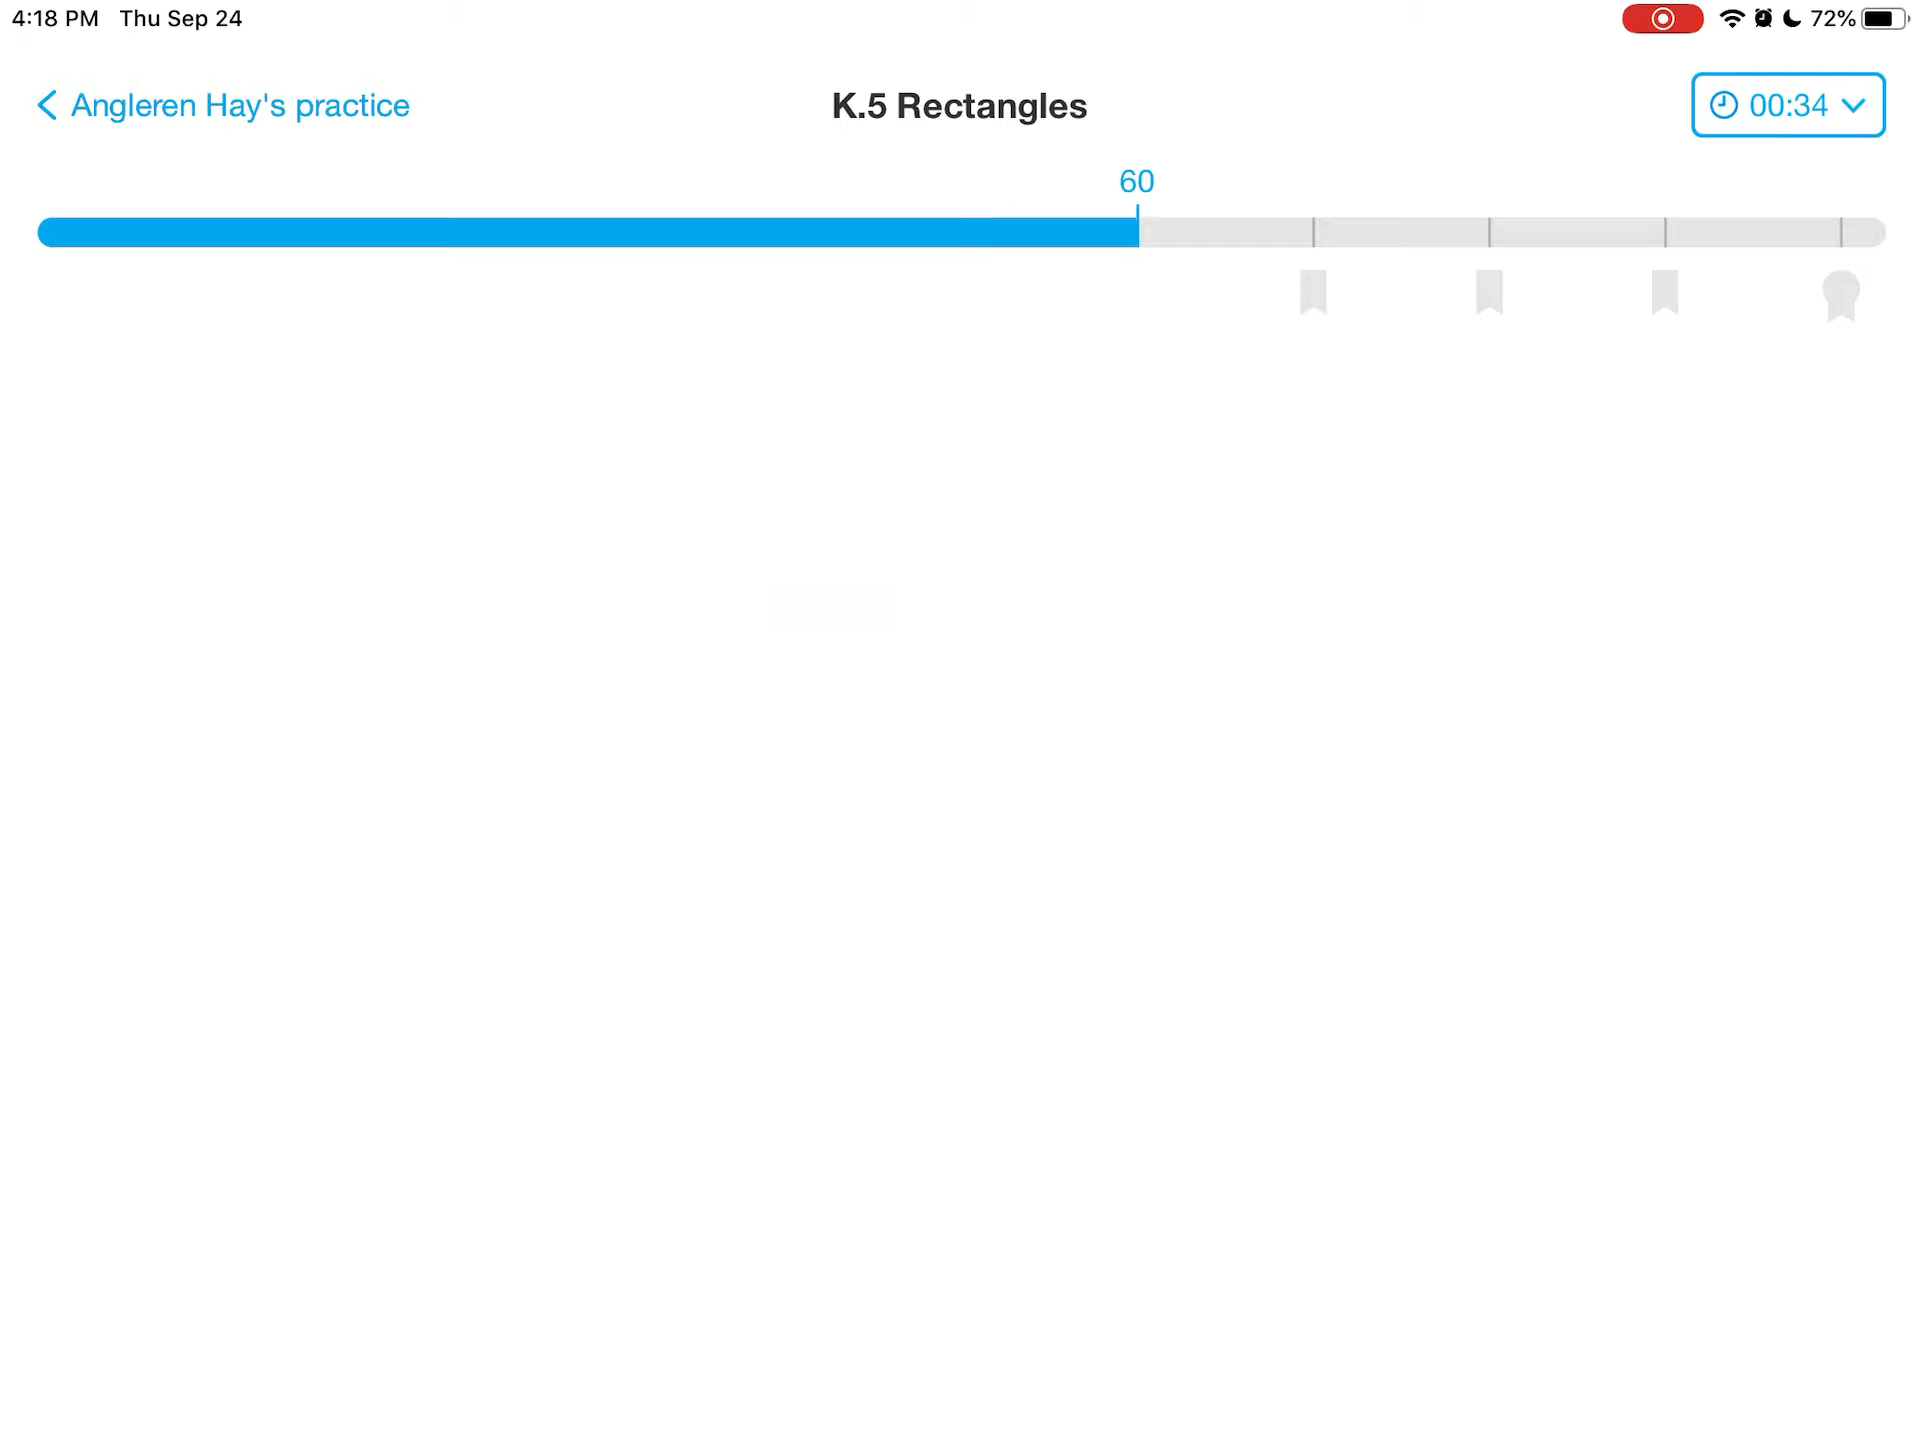 4:18 PM Thu Sep 24
72%
Angleren Hay's practice
K.5 Rectangles
00:34
60